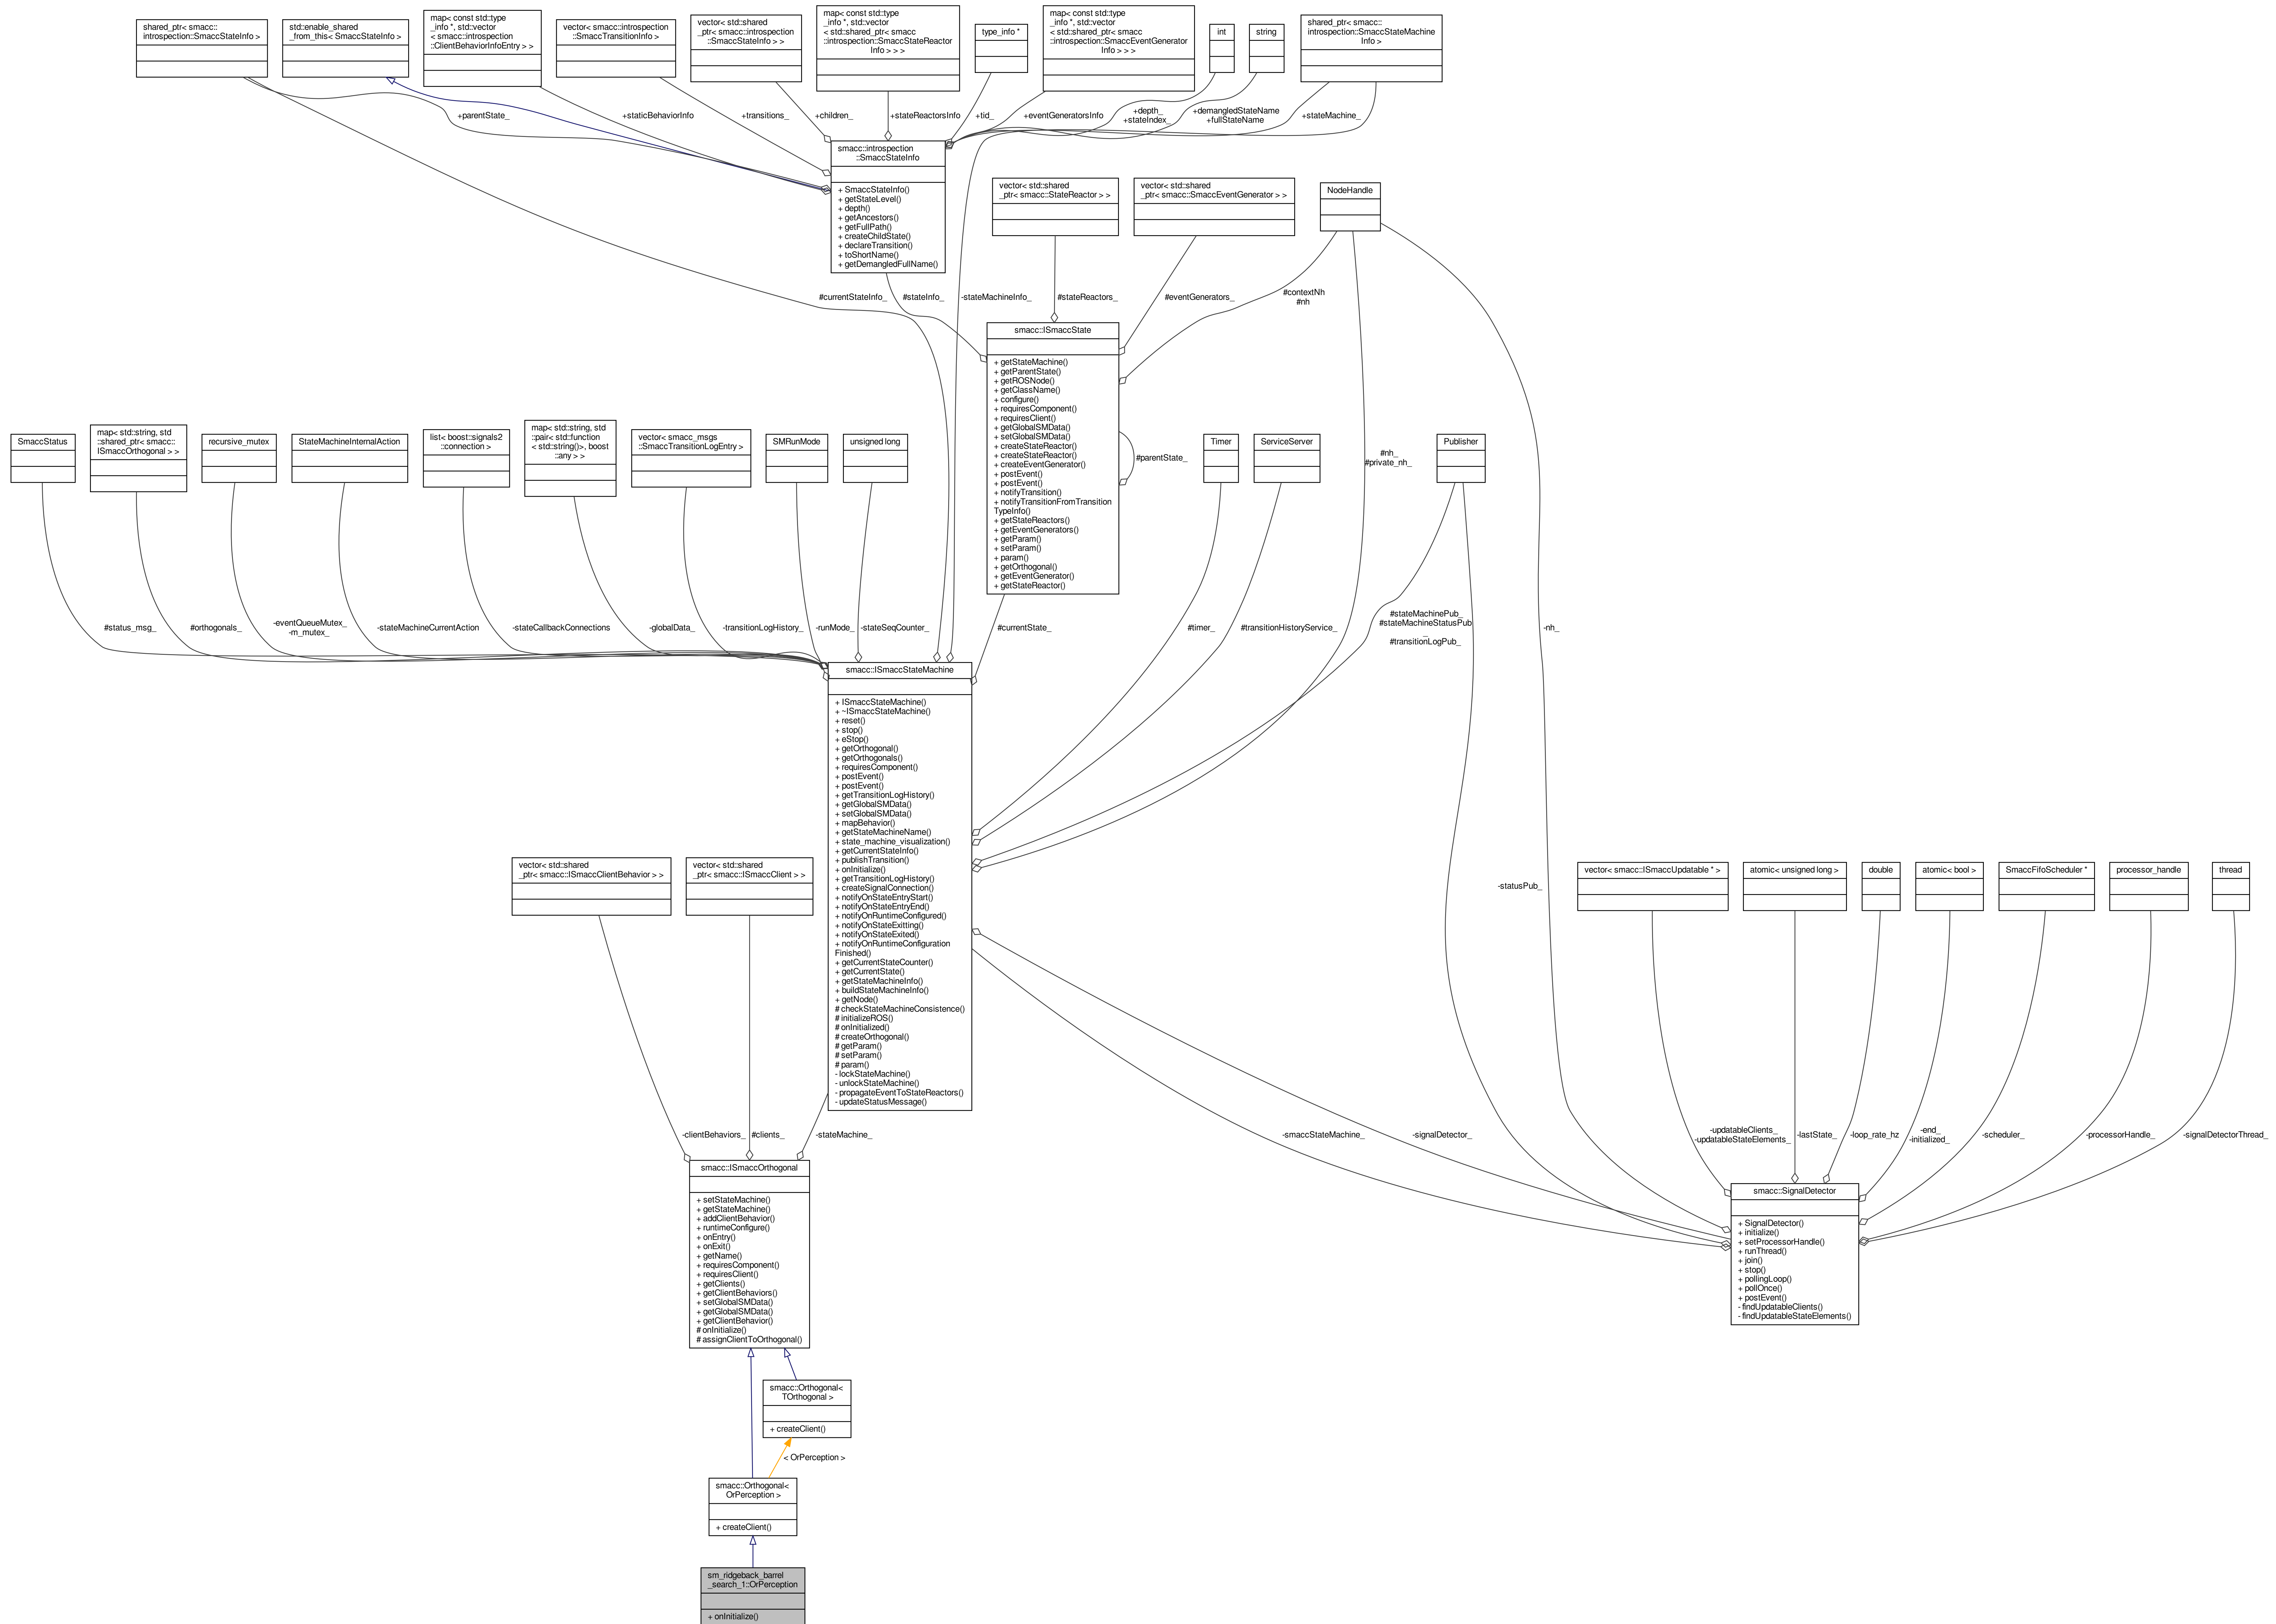 shared_ptr< smacc::
introspection::SmaccStateInfo >
std::enable_shared
_from_this< SmaccStateInfo >
map< const std::type
_info *, std::vector
< smacc::introspection
::ClientBehaviorInfoEntry > >
vector< smacc::introspection
::SmaccTransitionInfo >
vector< std::shared
_ptr< smacc::introspection
::SmaccStateInfo > >
map< const std::type
_info *, std::vector
< std::shared_ptr< smacc
::introspection::SmaccStateReactor
Info > > >
type_info *
map< const std::type
_info *, std::vector
< std::shared_ptr< smacc
::introspection::SmaccEventGenerator
Info > > >
int
string
shared_ptr< smacc::
introspection::SmaccStateMachine
Info >
+parentState_
+staticBehaviorInfo
+transitions_
+children_
+stateReactorsInfo
+tid_
+eventGeneratorsInfo
+depth_
+stateIndex_
+demangledStateName
+fullStateName
+stateMachine_
smacc::introspection
::SmaccStateInfo
+ SmaccStateInfo()
+ getStateLevel()
+ depth()
+ getAncestors()
+ getFullPath()
+ createChildState()
+ declareTransition()
+ toShortName()
+ getDemangledFullName()
vector< std::shared
_ptr< smacc::StateReactor > >
vector< std::shared
_ptr< smacc::SmaccEventGenerator > >
NodeHandle
#currentStateInfo_
#stateInfo_
-stateMachineInfo_
#stateReactors_
#eventGenerators_
#contextNh
#nh
smacc::ISmaccState
+ getStateMachine()
+ getParentState()
+ getROSNode()
+ getClassName()
+ configure()
+ requiresComponent()
+ requiresClient()
+ getGlobalSMData()
+ setGlobalSMData()
+ createStateReactor()
+ createStateReactor()
+ createEventGenerator()
+ postEvent()
+ postEvent()
+ notifyTransition()
+ notifyTransitionFromTransition
TypeInfo()
+ getStateReactors()
+ getEventGenerators()
+ getParam()
+ setParam()
+ param()
+ getOrthogonal()
+ getEventGenerator()
+ getStateReactor()
#parentState_
SmaccStatus
map< std::string, std
::shared_ptr< smacc::
ISmaccOrthogonal > >
recursive_mutex
StateMachineInternalAction
list< boost::signals2
::connection >
map< std::string, std
::pair< std::function
< std::string()>, boost
::any > >
vector< smacc_msgs
::SmaccTransitionLogEntry >
SMRunMode
unsigned long
Timer
ServiceServer
#nh_
#private_nh_
Publisher
#status_msg_
#orthogonals_
-eventQueueMutex_
-m_mutex_
-stateMachineCurrentAction
-stateCallbackConnections
-globalData_
-transitionLogHistory_
-runMode_
-stateSeqCounter_
#currentState_
#timer_
#transitionHistoryService_
#stateMachinePub_
#stateMachineStatusPub
_
#transitionLogPub_
-nh_
smacc::ISmaccStateMachine
+ ISmaccStateMachine()
+ ~ISmaccStateMachine()
+ reset()
+ stop()
+ eStop()
+ getOrthogonal()
+ getOrthogonals()
+ requiresComponent()
+ postEvent()
+ postEvent()
+ getTransitionLogHistory()
+ getGlobalSMData()
+ setGlobalSMData()
+ mapBehavior()
+ getStateMachineName()
+ state_machine_visualization()
+ getCurrentStateInfo()
+ publishTransition()
+ onInitialize()
+ getTransitionLogHistory()
+ createSignalConnection()
+ notifyOnStateEntryStart()
+ notifyOnStateEntryEnd()
+ notifyOnRuntimeConfigured()
+ notifyOnStateExitting()
+ notifyOnStateExited()
+ notifyOnRuntimeConfiguration
Finished()
+ getCurrentStateCounter()
+ getCurrentState()
+ getStateMachineInfo()
+ buildStateMachineInfo()
+ getNode()
# checkStateMachineConsistence()
# initializeROS()
# onInitialized()
# createOrthogonal()
# getParam()
# setParam()
# param()
- lockStateMachine()
- unlockStateMachine()
- propagateEventToStateReactors()
- updateStatusMessage()
vector< std::shared
_ptr< smacc::ISmaccClientBehavior > >
vector< std::shared
_ptr< smacc::ISmaccClient > >
-statusPub_
vector< smacc::ISmaccUpdatable * >
atomic< unsigned long >
double
atomic< bool >
SmaccFifoScheduler *
processor_handle
thread
-clientBehaviors_
#clients_
-stateMachine_
-smaccStateMachine_
-signalDetector_
-updatableClients_
-updatableStateElements_
-lastState_
-loop_rate_hz
-end_
-initialized_
-scheduler_
-processorHandle_
-signalDetectorThread_
smacc::ISmaccOrthogonal
+ setStateMachine()
+ getStateMachine()
+ addClientBehavior()
+ runtimeConfigure()
+ onEntry()
+ onExit()
+ getName()
+ requiresComponent()
+ requiresClient()
+ getClients()
+ getClientBehaviors()
+ setGlobalSMData()
+ getGlobalSMData()
+ getClientBehavior()
# onInitialize()
# assignClientToOrthogonal()
smacc::SignalDetector
+ SignalDetector()
+ initialize()
+ setProcessorHandle()
+ runThread()
+ join()
+ stop()
+ pollingLoop()
+ pollOnce()
+ postEvent()
- findUpdatableClients()
- findUpdatableStateElements()
smacc::Orthogonal<
TOrthogonal >
+ createClient()
< OrPerception >
smacc::Orthogonal<
OrPerception >
+ createClient()
sm_ridgeback_barrel
_search_1::OrPerception
+ onInitialize()